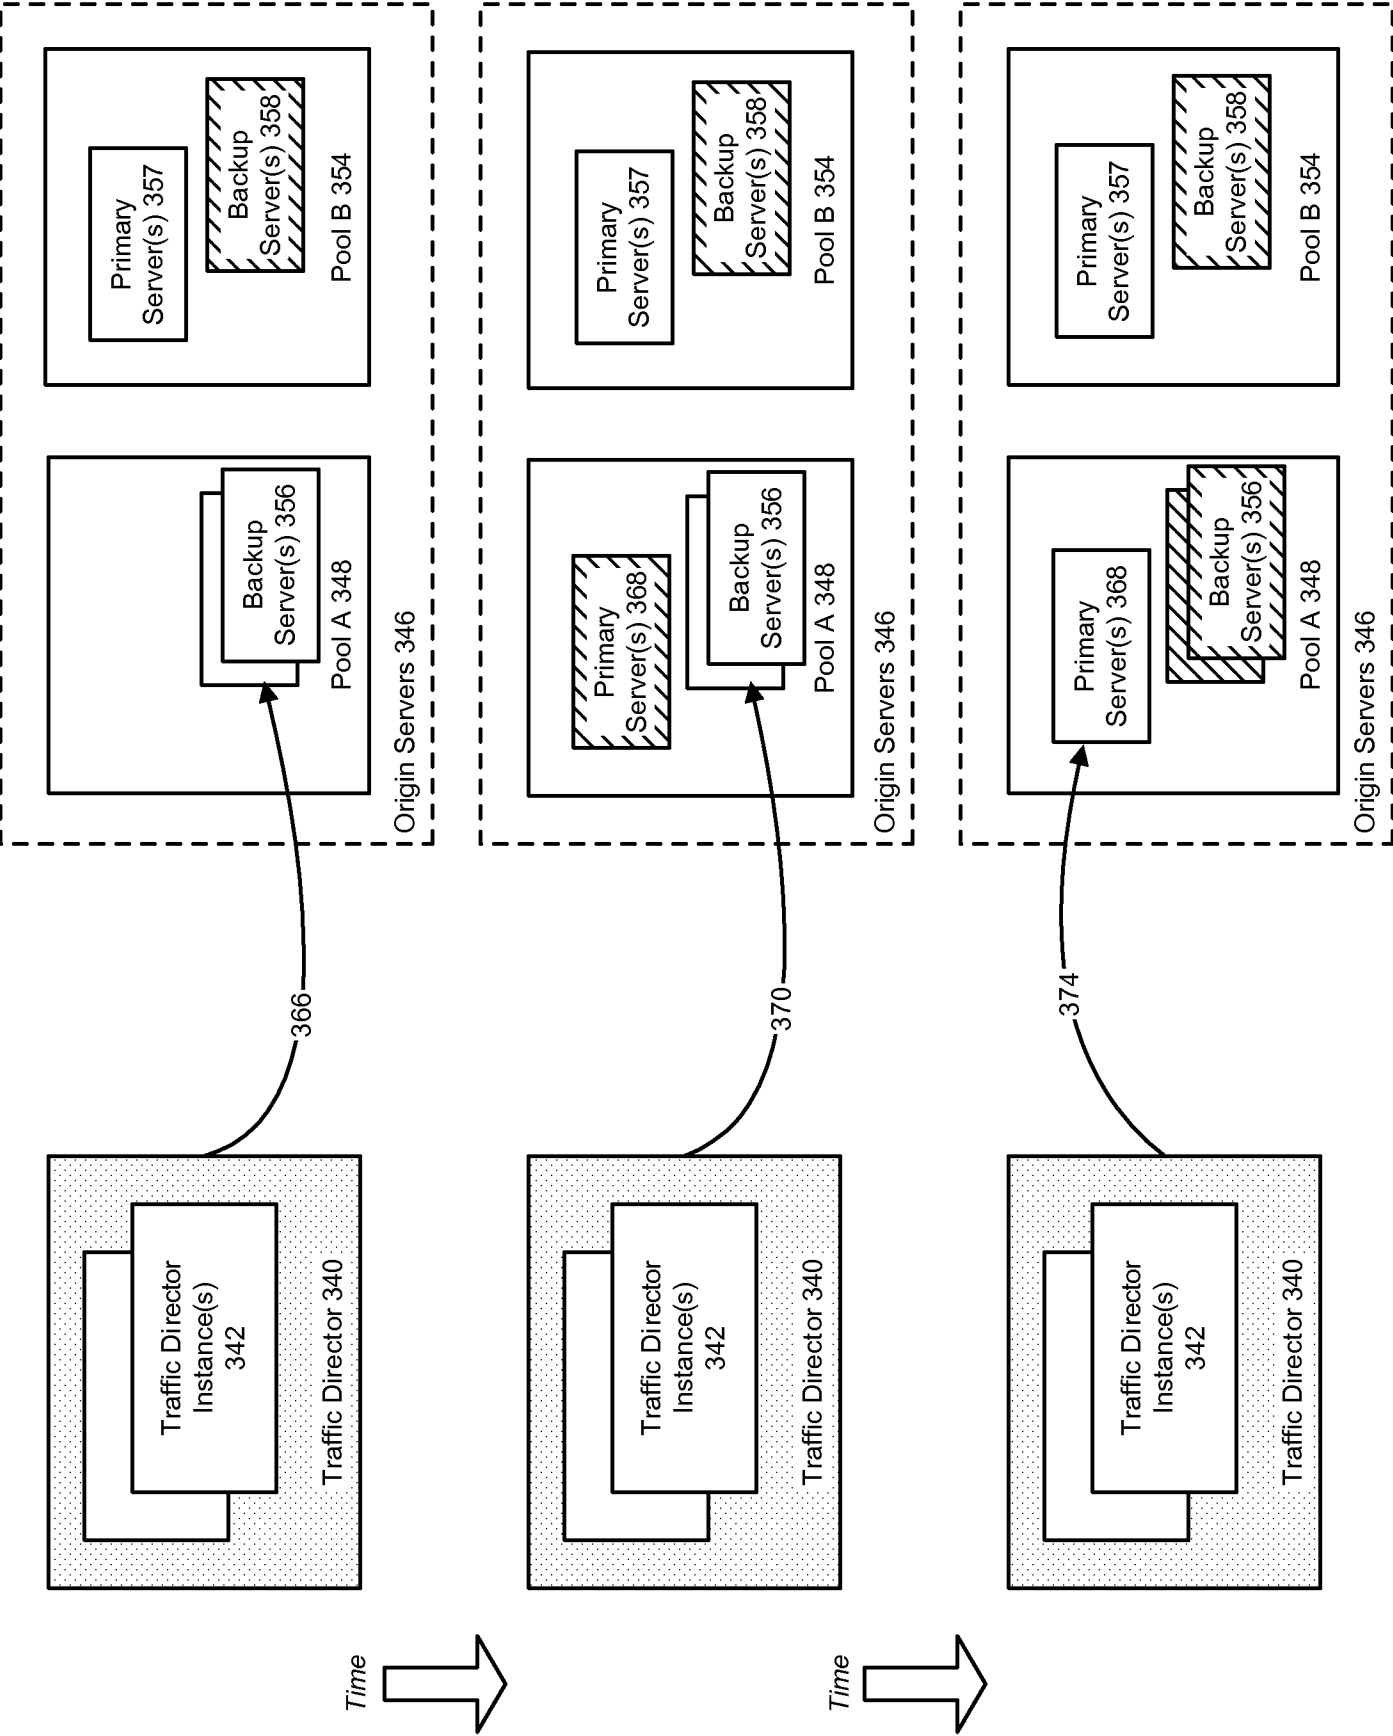 Traffic Director
Instance(s)
342
Traffic Director 340
366
Backup
Server(s) 356
Pool A 348
Primary
Server(s) 357
Backup
Server(s) 358
Pool B 354
Origin Servers 346
Time
Traffic Director
Instance(s)
342
Traffic Director 340
370
Primary
Server(s) 368
Backup
Server(s) 356
Pool A 348
Primary
Server(s) 357
Backup
Server(s) 358
Pool B 354
Origin Servers 346
Time
Traffic Director
Instance(s)
342
Traffic Director 340
374
Primary
Server(s) 368
Backup
Server(s) 356
Pool A 348
Primary
Server(s) 357
Backup
Server(s) 358
Pool B 354
Origin Servers 346